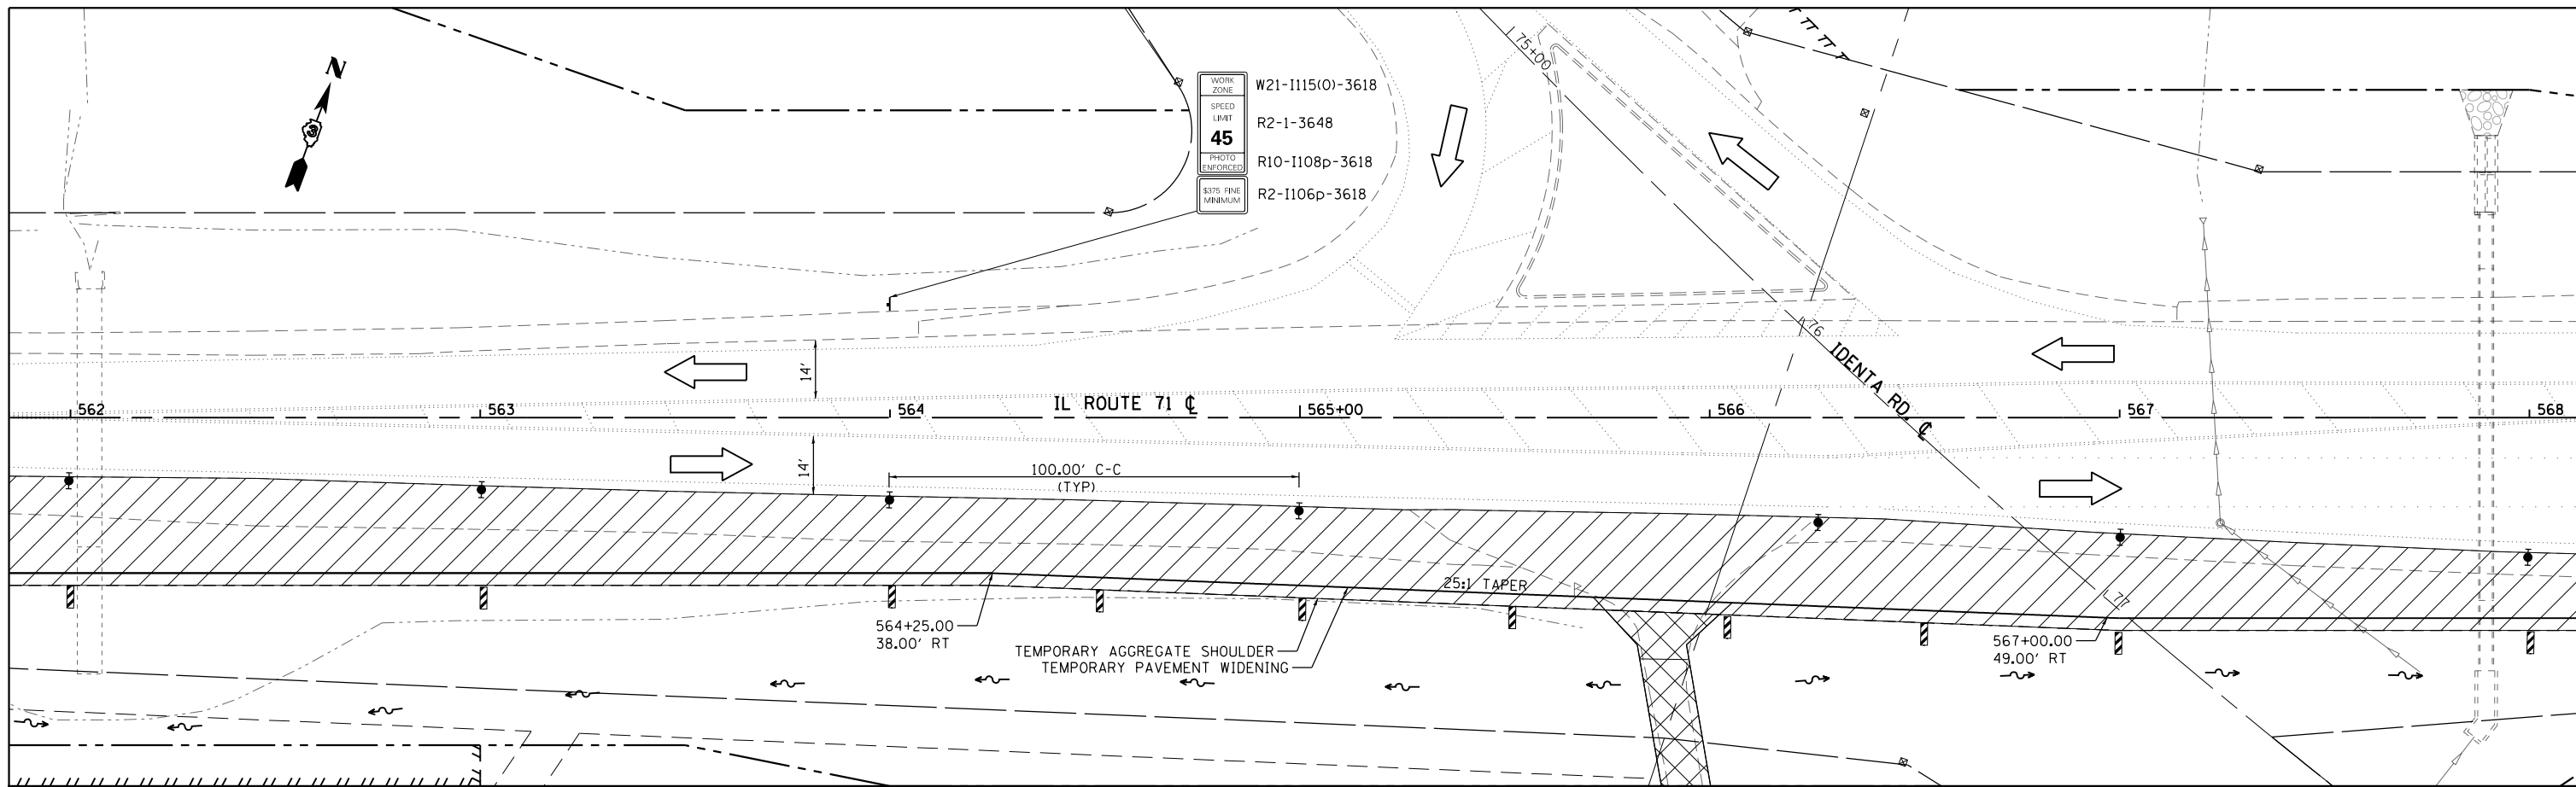 N
3
WORK
ZONE
SPEED
LIMIT
45
PHOTO
ENFORCED
$375 FINE
MINIMUM
W21-I115(O)-3618
R2-1-3648
R10-I108p-3618
R2-I106p-3618
75+00
76
IDENTA RD. ℄
77
14'
562
563
564
IL ROUTE 71 ℄
565+00
566
567
568
14'
100.00' C-C
(TYP)
25:1 TAPER
564+25.00
38.00' RT
TEMPORARY AGGREGATE SHOULDER
TEMPORARY PAVEMENT WIDENING
567+00.00
49.00' RT